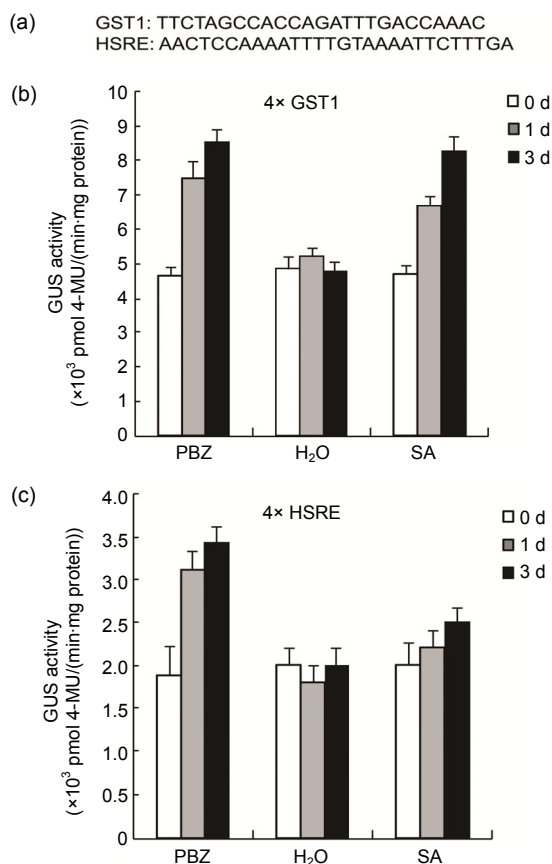 (a)
GST1: TTCTAGCCACCAGATTTGACCAAAC
HSRE: AACTCCAAAATTTTGTAAAATTCTTTGA
(b)
4× GST1
0 d
1 d
3 d
GUS activity
(×10³ pmol 4-MU/(min·mg protein))
10
9
8
7
6
5
4
3
2
1
0
PBZ H₂O SA
(c)
4× HSRE
0 d
1 d
3 d
GUS activity
(×10³ pmol 4-MU/(min·mg protein))
4.0
3.5
3.0
2.5
2.0
1.5
1.0
0.5
0
PBZ H₂O SA